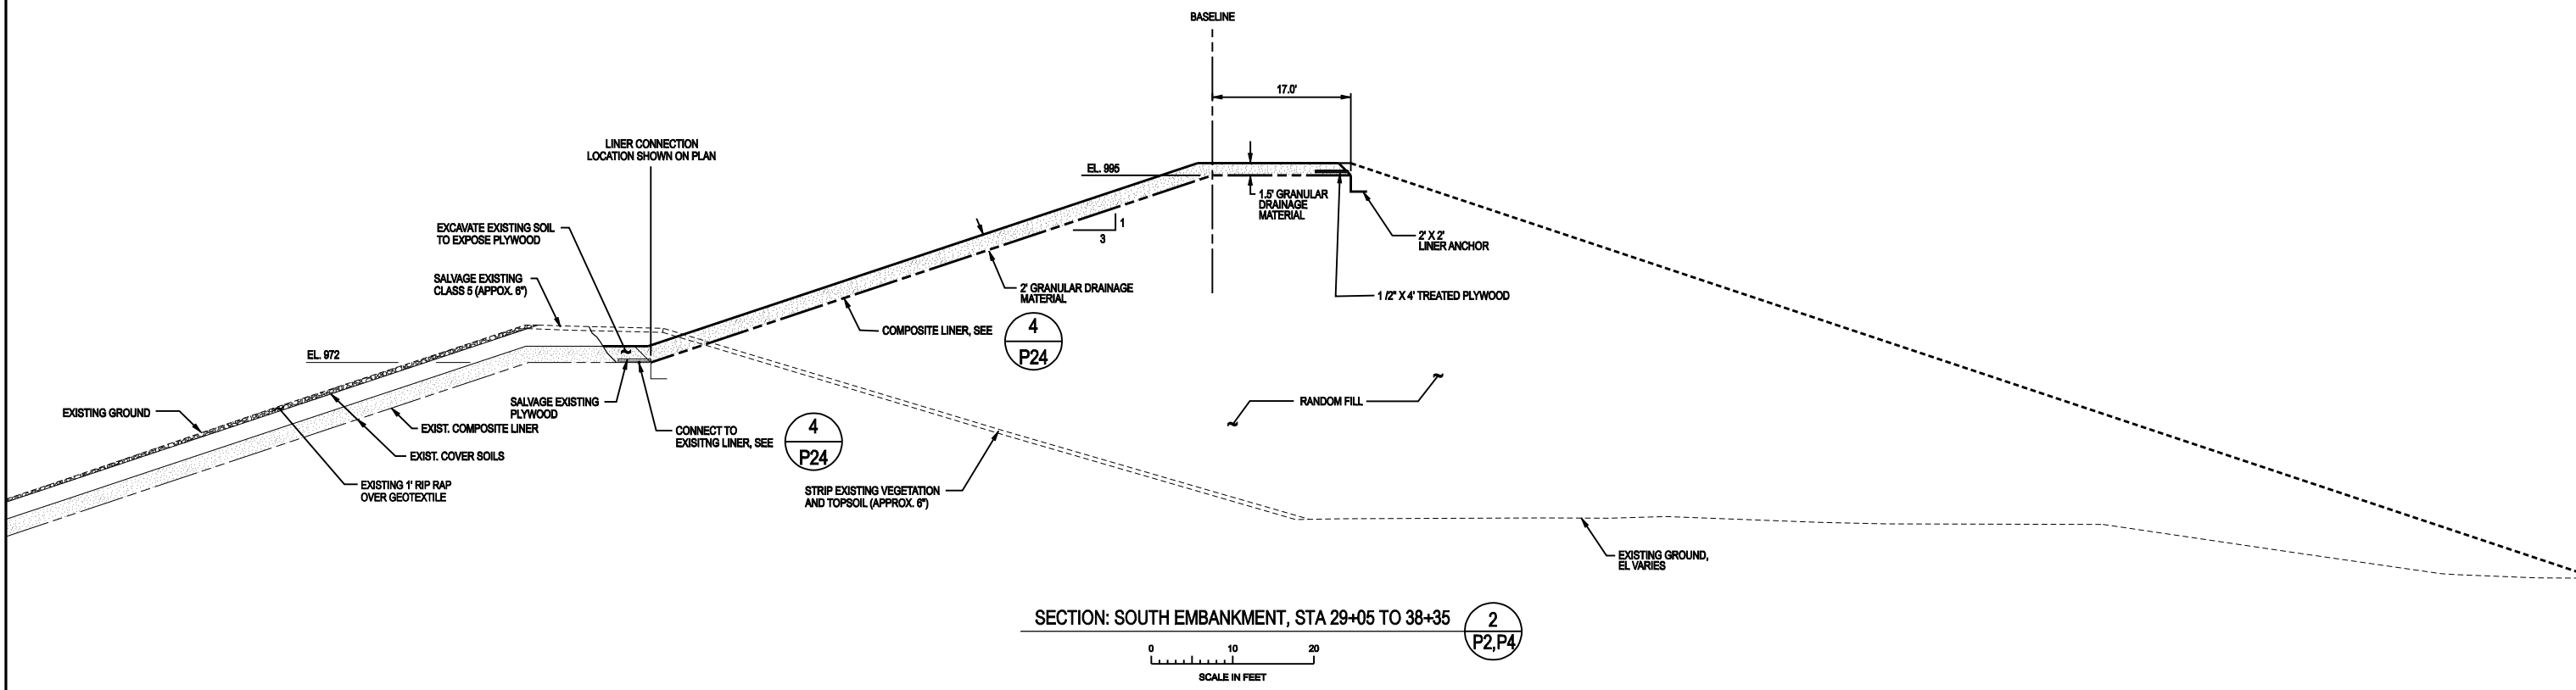 BASELINE
17.0'
LINER CONNECTION
LOCATION SHOWN ON PLAN
EL. 995
1.5' GRANULAR
DRAINAGE
MATERIAL
1
3
2' X 2'
LINER ANCHOR
EXCAVATE EXISTING SOIL
TO EXPOSE PLYWOOD
SALVAGE EXISTING
CLASS 5 (APPOX. 6")
2' GRANULAR DRAINAGE
MATERIAL
1 /2" X 4' TREATED PLYWOOD
COMPOSITE LINER, SEE
4
P24
EL. 972
SALVAGE EXISTING
PLYWOOD
RANDOM FILL
EXISTING GROUND
EXIST. COMPOSITE LINER
CONNECT TO
EXISITNG LINER, SEE
4
P24
EXIST. COVER SOILS
EXISTING 1' RIP RAP
OVER GEOTEXTILE
STRIP EXISTING VEGETATION
AND TOPSOIL (APPROX. 6")
EXISTING GROUND,
EL VARIES
SECTION: SOUTH EMBANKMENT, STA 29+05 TO 38+35
2
P2,P4
0 10 20
SCALE IN FEET